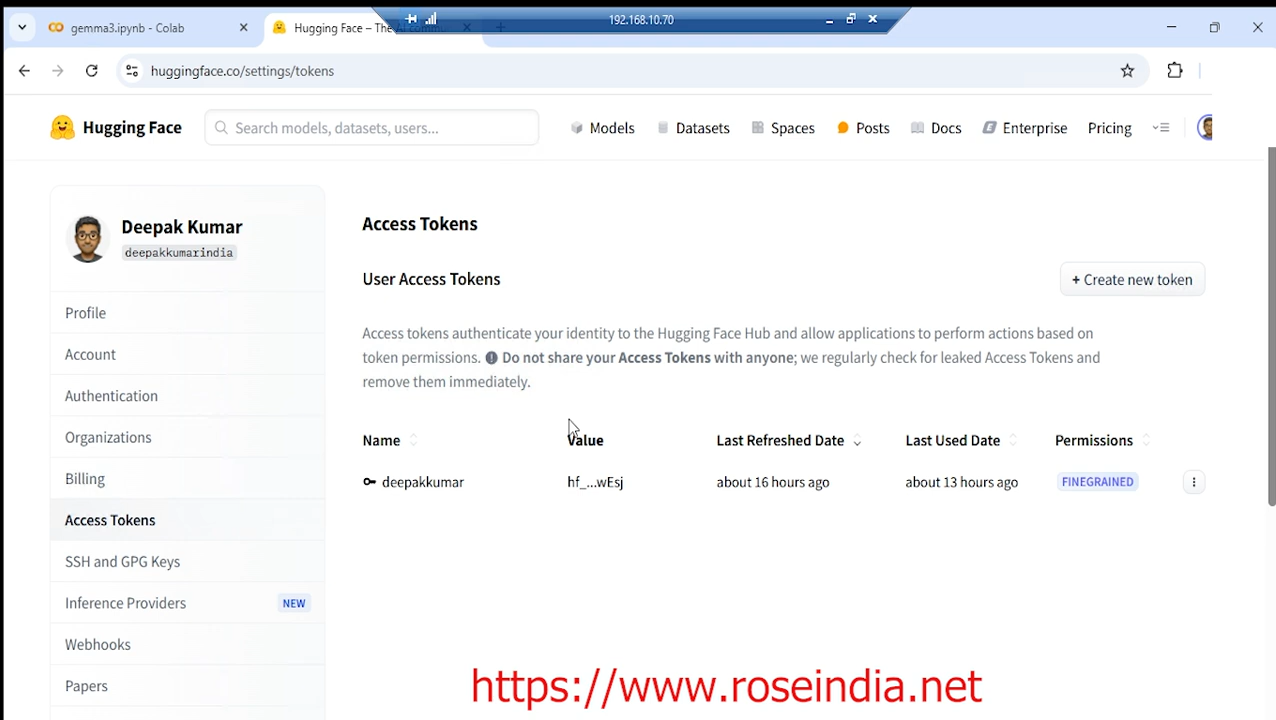 192.168.10.70
gemma3.ipynb - Colab
Hugging Face – The AI comm
huggingface.co/settings/tokens
Hugging Face
Search models, datasets, users...
Models
Datasets
Spaces
Posts
Docs
Enterprise
Pricing
Deepak Kumar
deepakkumarindia
Profile
Account
Authentication
Organizations
Billing
Access Tokens
SSH and GPG Keys
Inference Providers NEW
Webhooks
Papers
Access Tokens
User Access Tokens
+ Create new token
Access tokens authenticate your identity to the Hugging Face Hub and allow applications to perform actions based on
token permissions. Do not share your Access Tokens with anyone; we regularly check for leaked Access Tokens and
remove them immediately.
Name Value Last Refreshed Date Last Used Date Permissions
deepakkumar hf_...wEsj about 16 hours ago about 13 hours ago FINEGRAINED
https://www.roseindia.net